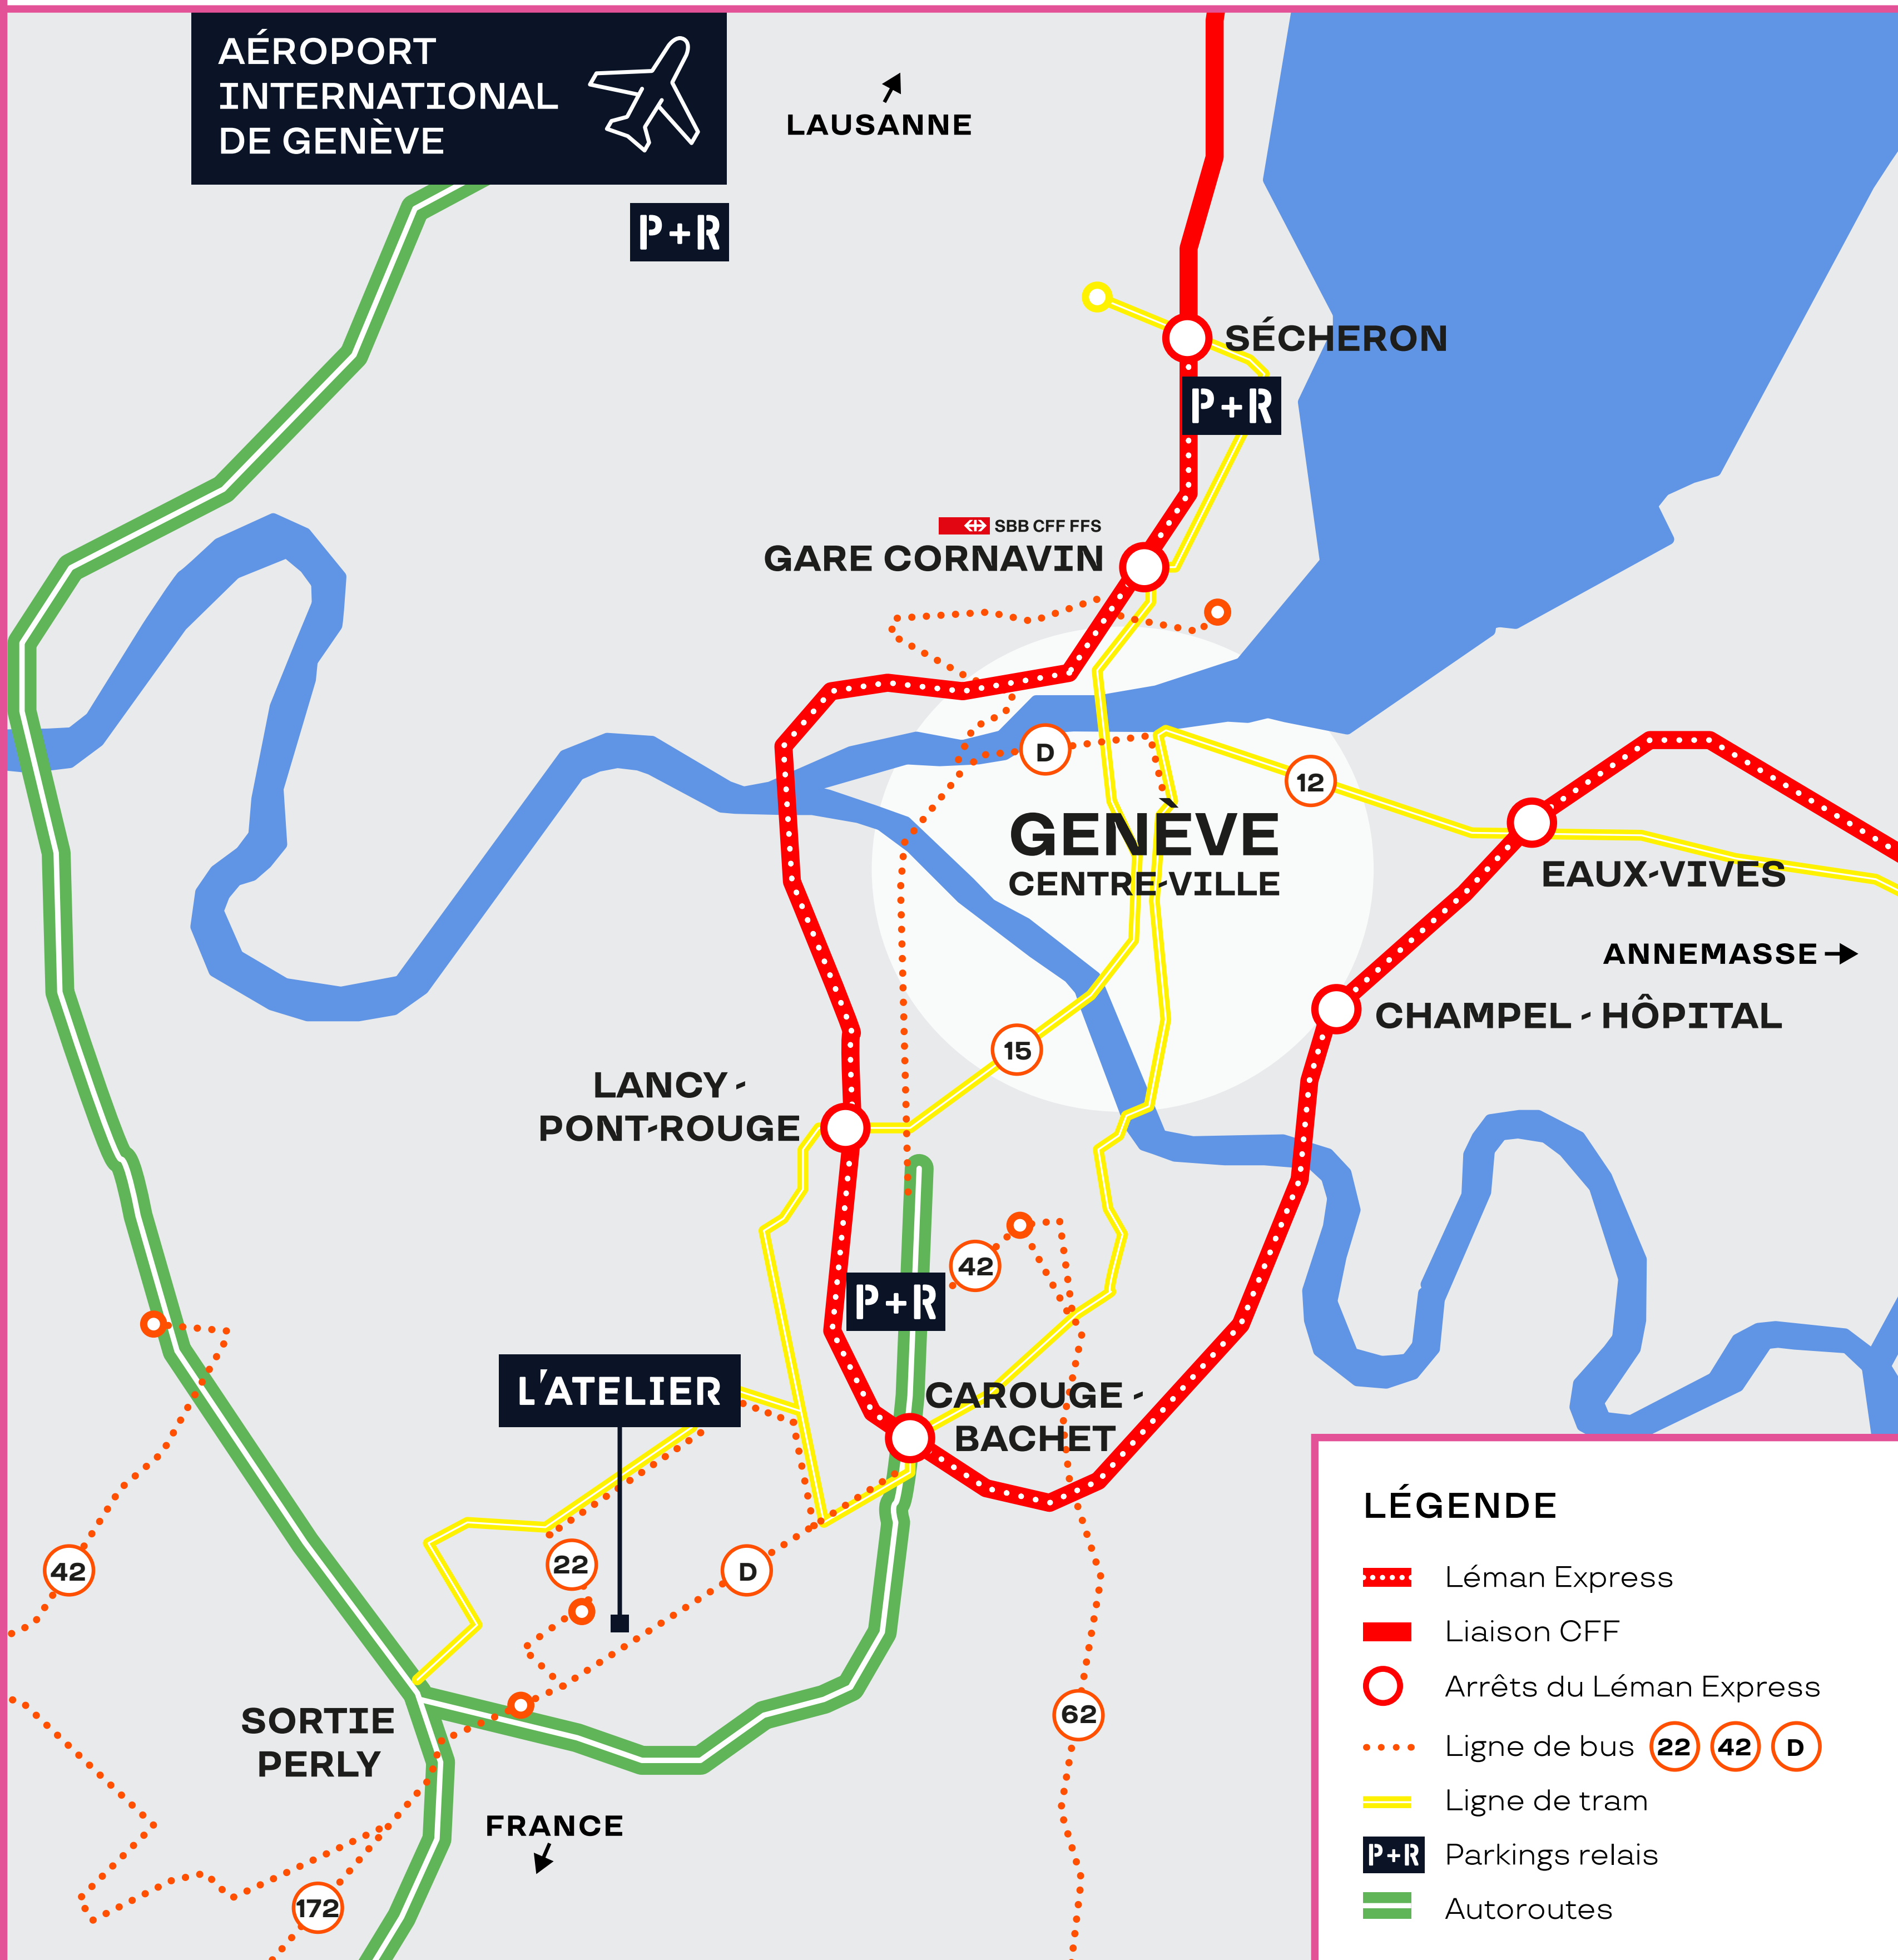 AÉROPORT
INTERNATIONAL
DE GENÈVE
LAUSANNE
P+R
SÉCHERON
P+R
SBB CFF FFS
GARE CORNAVIN
D
12
GENÈVE
CENTRE-VILLE
EAUX-VIVES
ANNEMASSE
CHAMPEL - HÔPITAL
15
LANCY -
PONT-ROUGE
42
P+R
L'ATELIER
CAROUGE -
BACHET
42
22
D
62
SORTIE
PERLY
FRANCE
172
LÉGENDE
Léman Express
Liaison CFF
Arrêts du Léman Express
Ligne de bus 22 42 D
Ligne de tram
P+R Parkings relais
Autoroutes